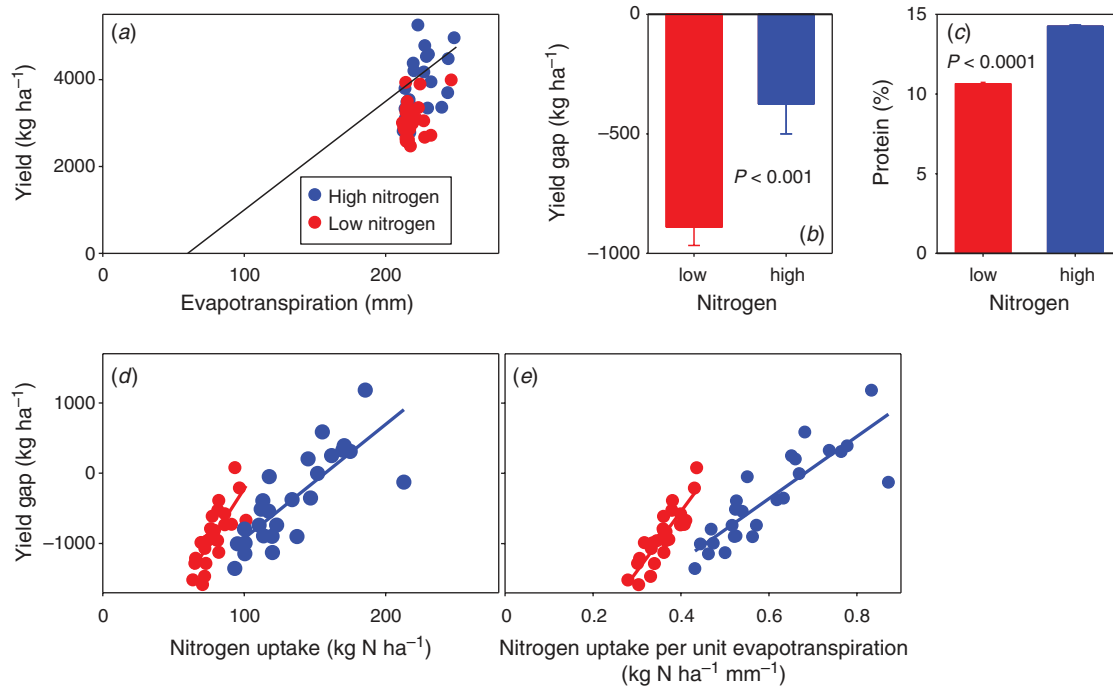 (a)
Yield (kg ha⁻¹)
4000
2000
0
High nitrogen
Low nitrogen
0
100
200
Evapotranspiration (mm)
0
−500
−1000
Yield gap (kg ha⁻¹)
P < 0.001
(b)
low
high
Nitrogen
15
10
5
0
Protein (%)
(c)
P < 0.0001
low
high
Nitrogen
(d)
Yield gap (kg ha⁻¹)
1000
0
−1000
0
100
200
Nitrogen uptake (kg N ha⁻¹)
(e)
0
0.2
0.4
0.6
0.8
Nitrogen uptake per unit evapotranspiration
(kg N ha⁻¹ mm⁻¹)